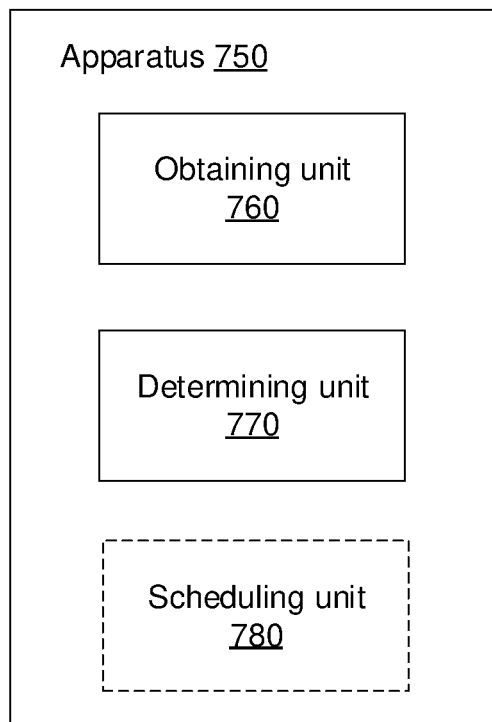 Apparatus 750
Obtaining unit
760
Determining unit
770
Scheduling unit
780